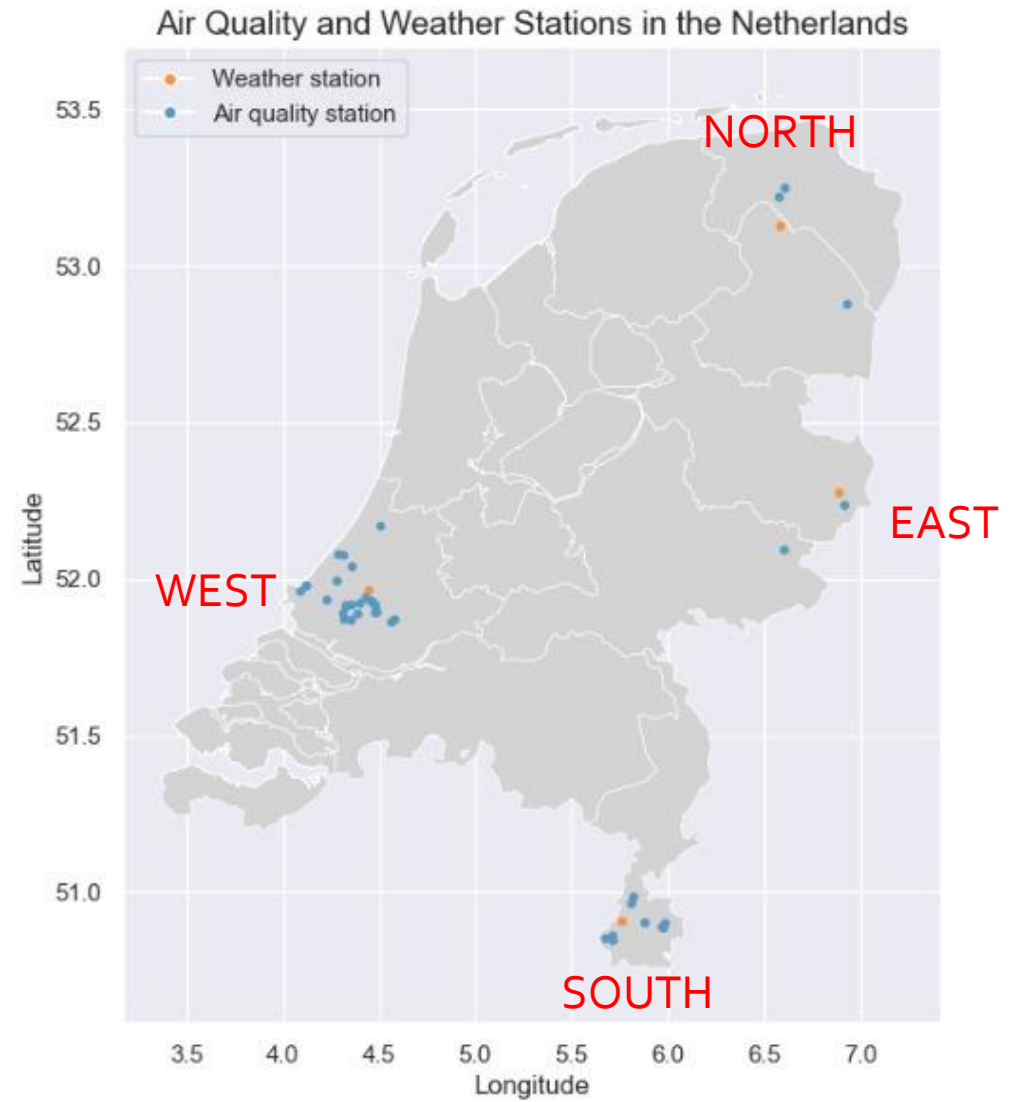 Air Quality and Weather Stations in the Netherlands
Weather station
Air quality station
53.5
53.0
52.5
52.0
51.5
51.0
Latitude
NORTH
EAST
WEST
SOUTH
3.5 4.0 4.5 5.0 5.5 6.0 6.5 7.0
Longitude